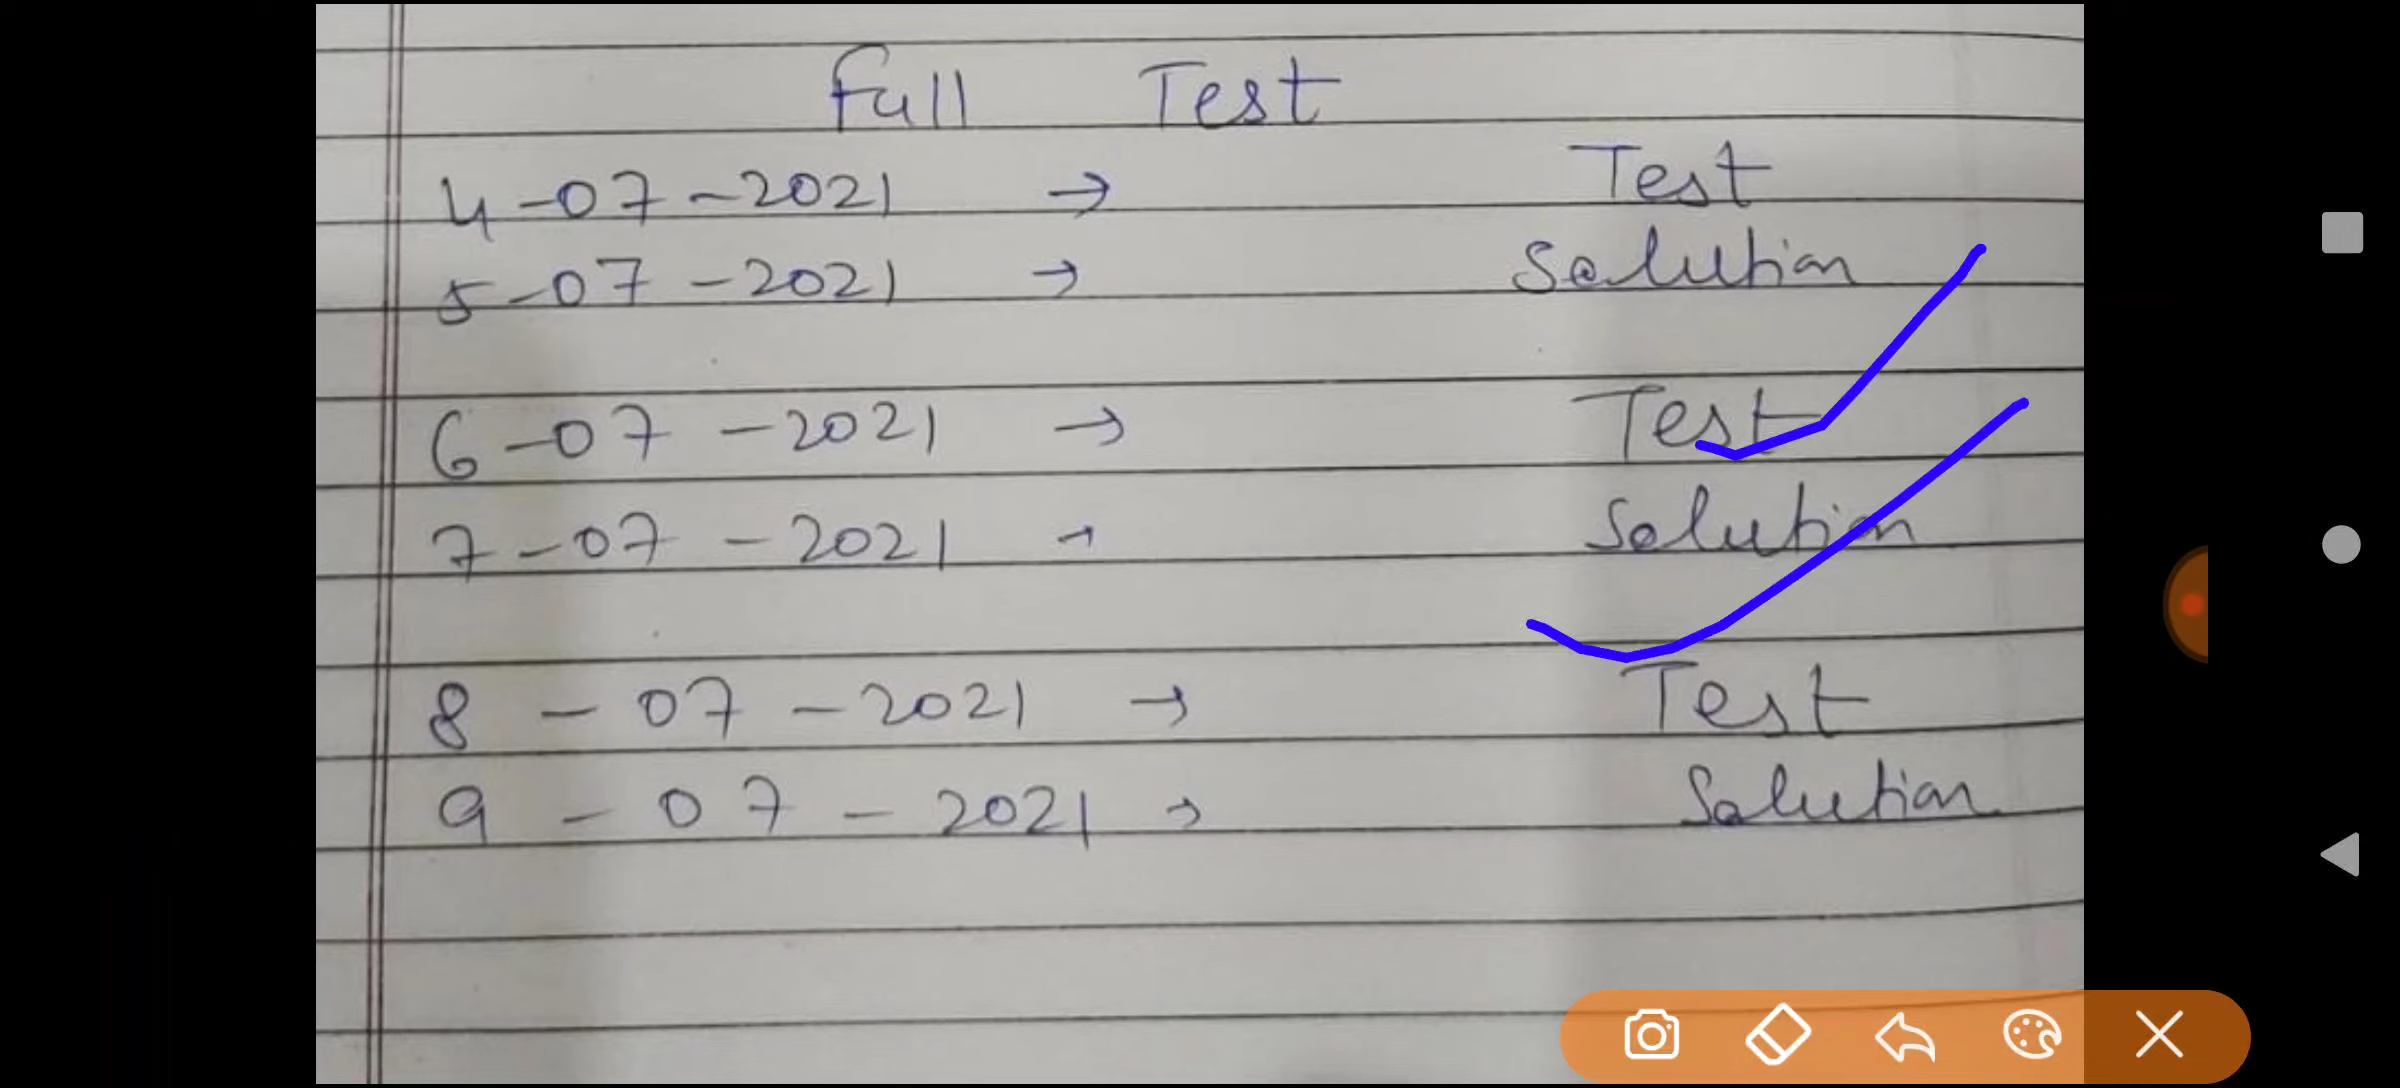 Full Test
4-07-2021 → Test
5-07-2021 → Solution
6-07-2021 → Test
7-07-2021 → Solution
8-07-2021 → Test
9-07-2021 → Solution